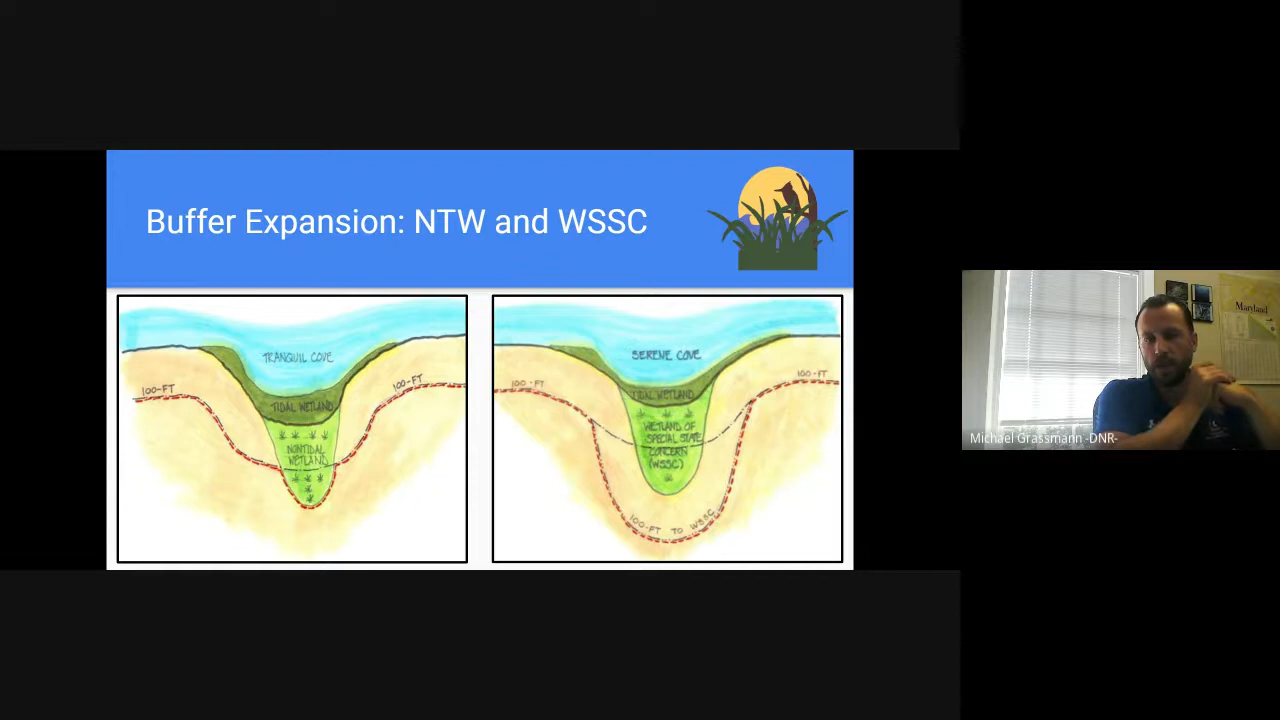 Buffer Expansion: NTW and WSSC
TRANQUIL COVE
100-FT
100-FT
TIDAL WETLAND
NONTIDAL
WETLAND
SERENE COVE
100-FT
100-FT
TIDAL WETLAND
WETLAND OF
SPECIAL STATE
CONCERN
(WSSC)
100-FT TO WSSC
Maryland
Michael Grassmann -DNR-